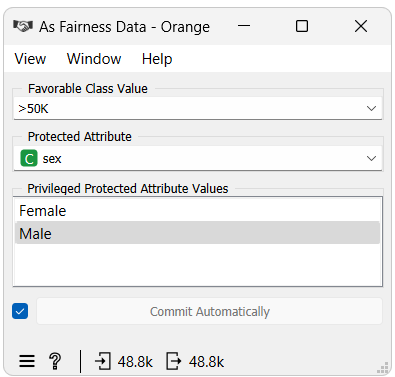 As Fairness Data - Orange
View Window Help
Favorable Class Value
>50K
Protected Attribute
C sex
Privileged Protected Attribute Values
Female
Male
Commit Automatically
? 48.8k 48.8k